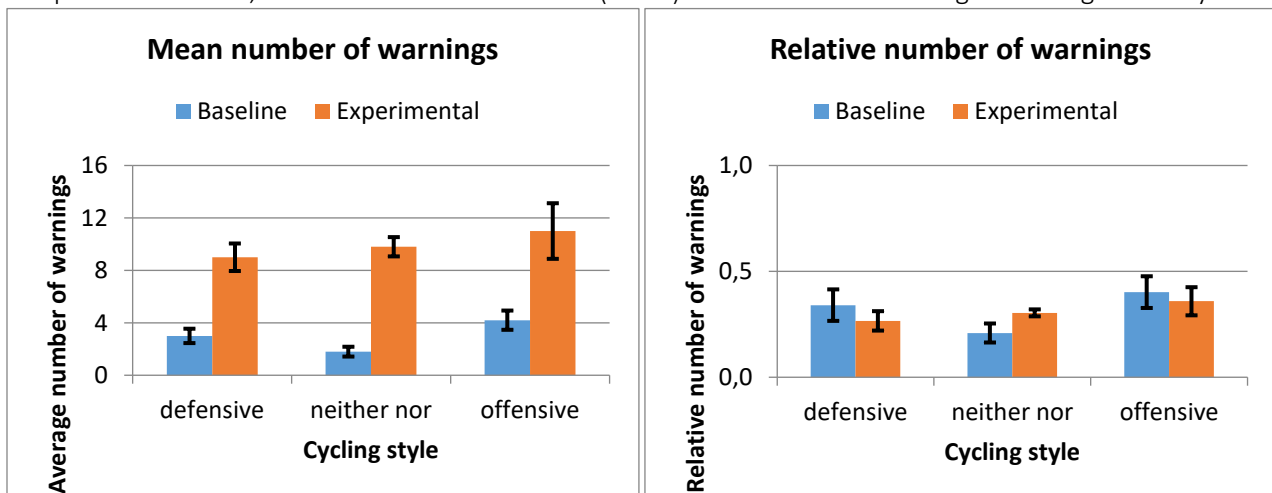 Mean number of warnings
Baseline Experimental
Average number of warnings
16
12
8
4
0
defensive neither nor offensive
Cycling style
Relative number of warnings
Baseline Experimental
Relative number of warnings
1,0
0,5
0,0
defensive neither nor offensive
Cycling style